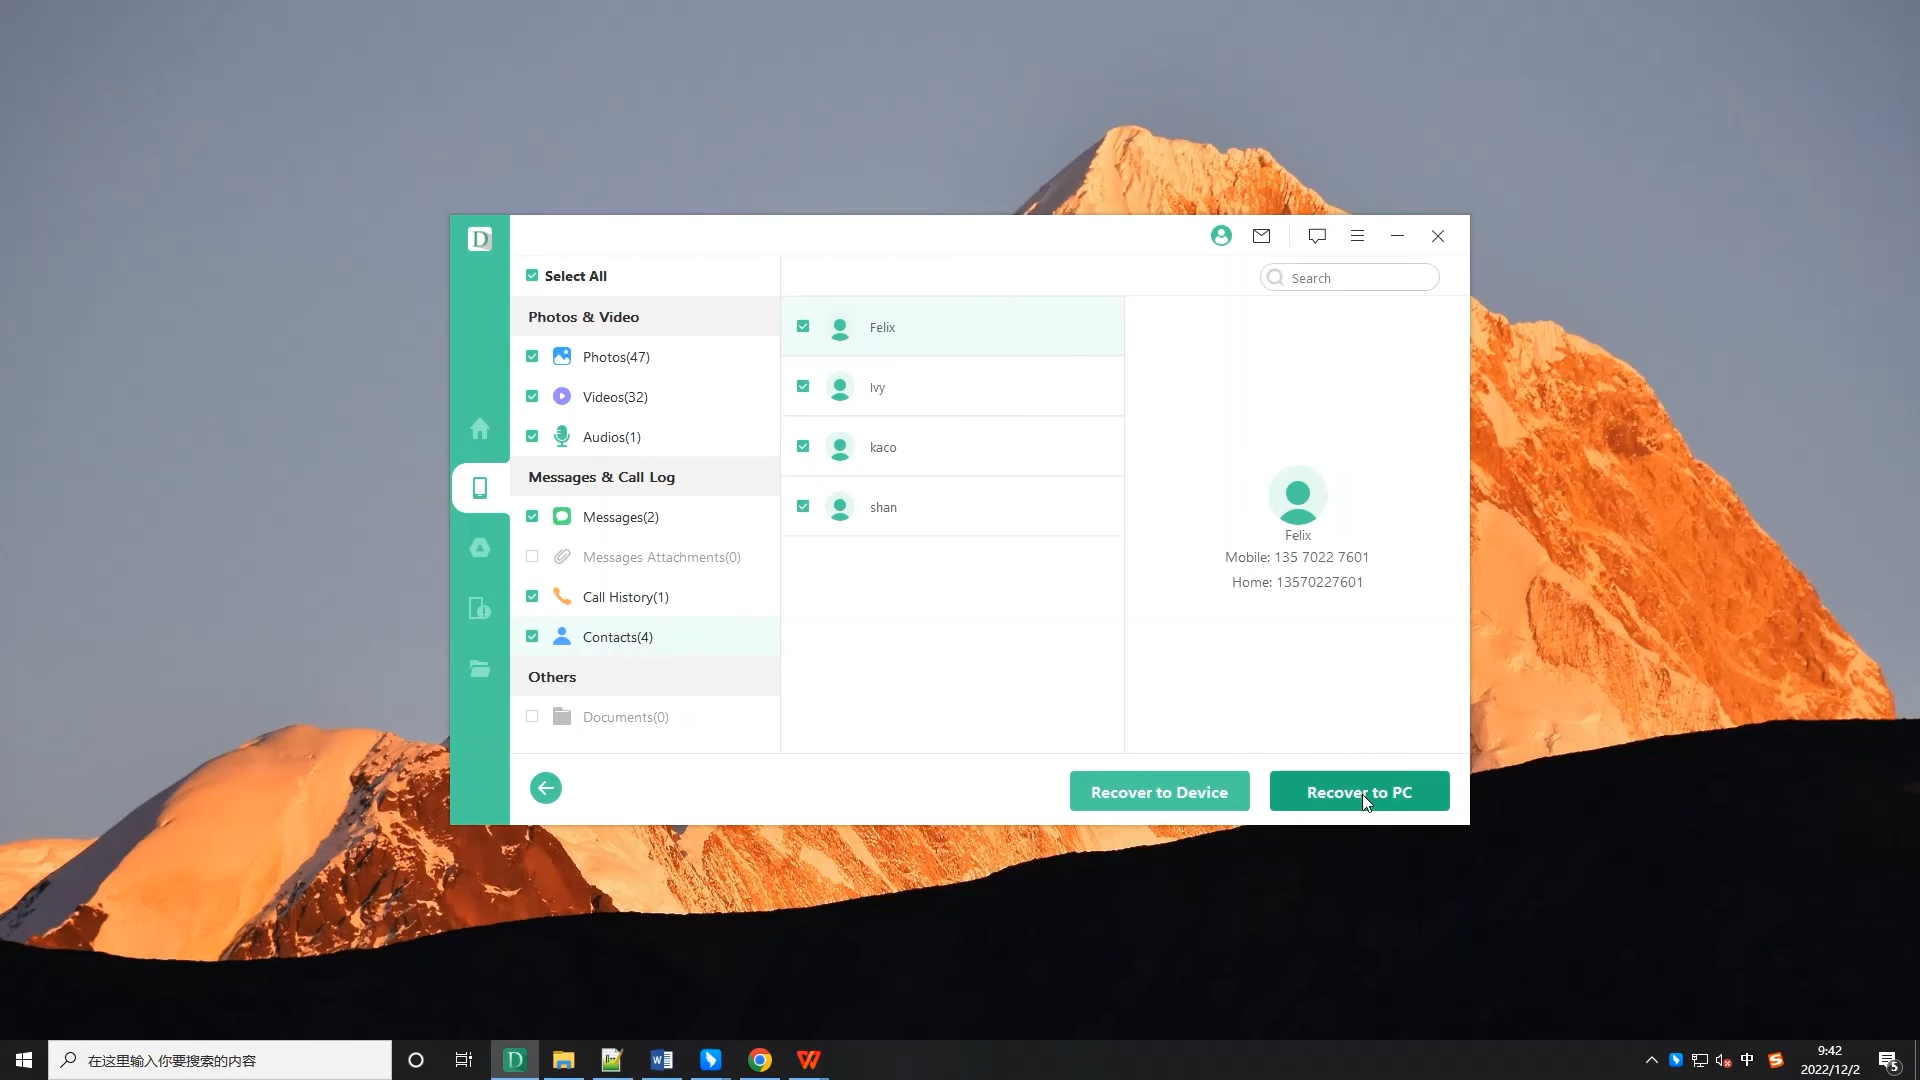 D
Select All
Search
Photos & Video
Photos(47)
Videos(32)
Audios(1)
Messages & Call Log
Messages(2)
Messages Attachments(0)
Call History(1)
Contacts(4)
Others
Documents(0)
Felix
Ivy
kaco
shan
Felix
Mobile: 135 7022 7601
Home: 13570227601
Recover to Device
Recover to PC
在这里输入你要搜索的内容
D
中
9:42
2022/12/2
5